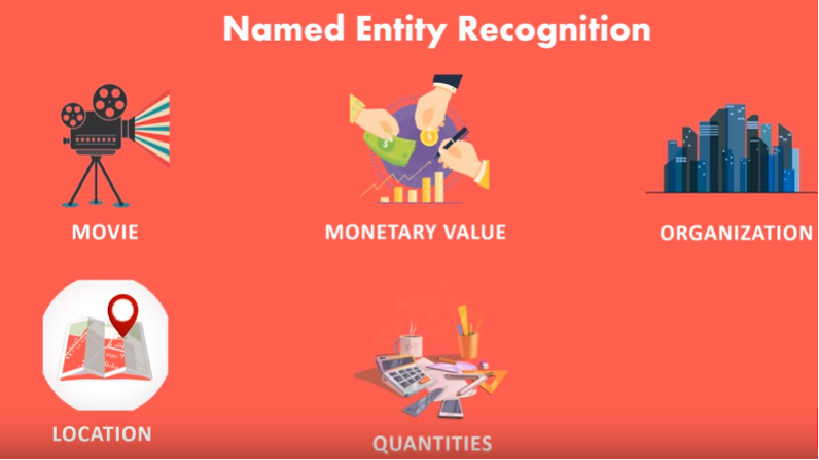 Named Entity Recognition
MOVIE
MONETARY VALUE
ORGANIZATION
LOCATION
QUANTITIES